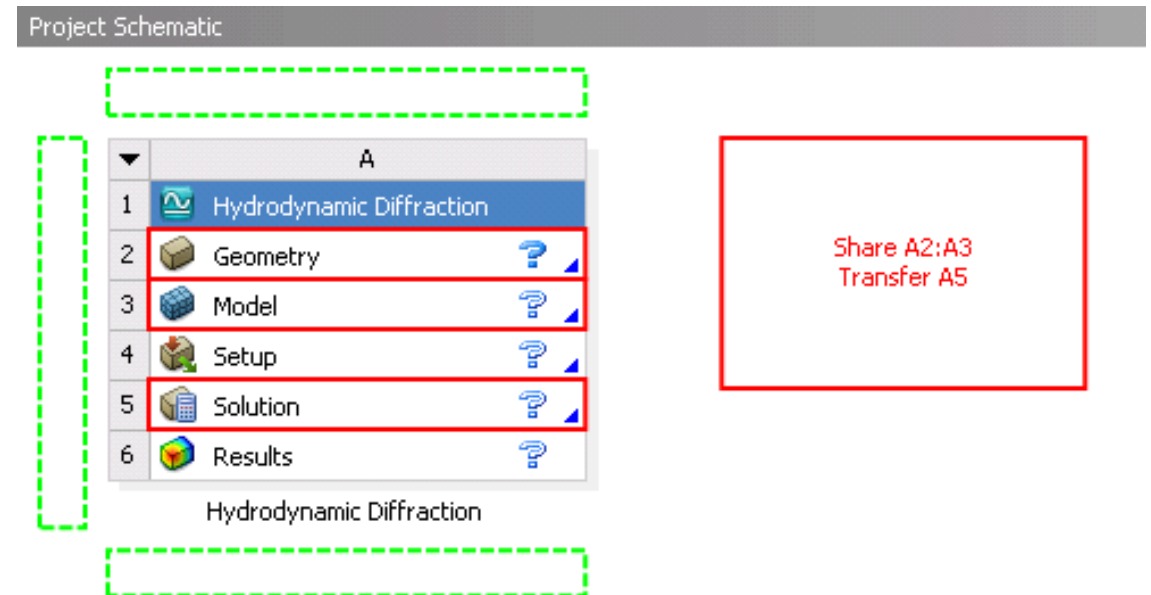 Project Schematic
A
1 Hydrodynamic Diffraction
2 Geometry ?
3 Model ?
4 Setup ?
5 Solution ?
6 Results ?
Hydrodynamic Diffraction
Share A2:A3
Transfer A5